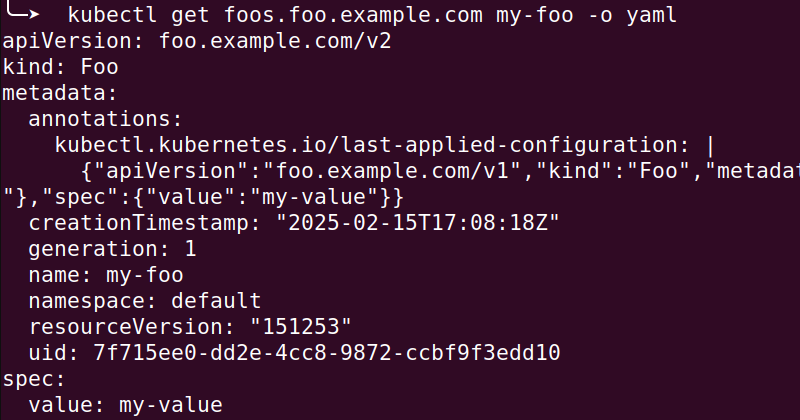 ╰─➤  kubectl get foos.foo.example.com my-foo -o yaml
apiVersion: foo.example.com/v2
kind: Foo
metadata:
  annotations:
    kubectl.kubernetes.io/last-applied-configuration: |
      {"apiVersion":"foo.example.com/v1","kind":"Foo","metadat
"},"spec":{"value":"my-value"}}
  creationTimestamp: "2025-02-15T17:08:18Z"
  generation: 1
  name: my-foo
  namespace: default
  resourceVersion: "151253"
  uid: 7f715ee0-dd2e-4cc8-9872-ccbf9f3edd10
spec:
  value: my-value